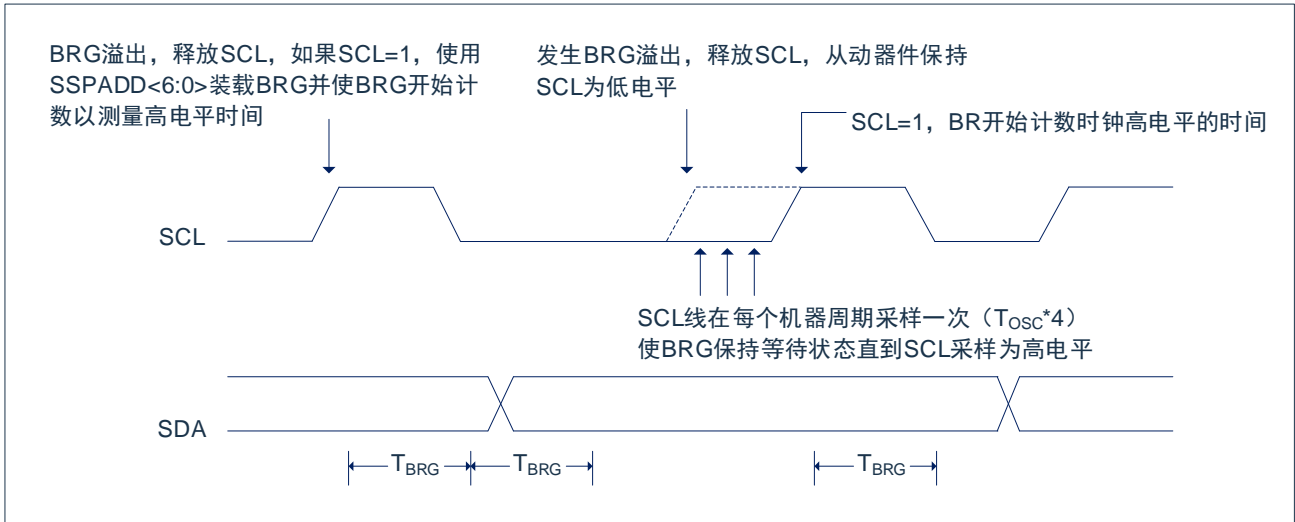 BRG溢出，释放SCL，如果SCL=1，使用
SSPADD<6:0>装载BRG并使BRG开始计
数以测量高电平时间
发生BRG溢出，释放SCL，从动器件保持
SCL为低电平
SCL=1，BR开始计数时钟高电平的时间
SCL
SCL线在每个机器周期采样一次（TOSC*4）
使BRG保持等待状态直到SCL采样为高电平
SDA
TBRG
TBRG
TBRG